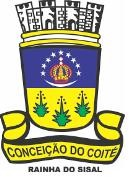 CONCEIÇÃO DO COITÉ
RAINHA DO SISAL